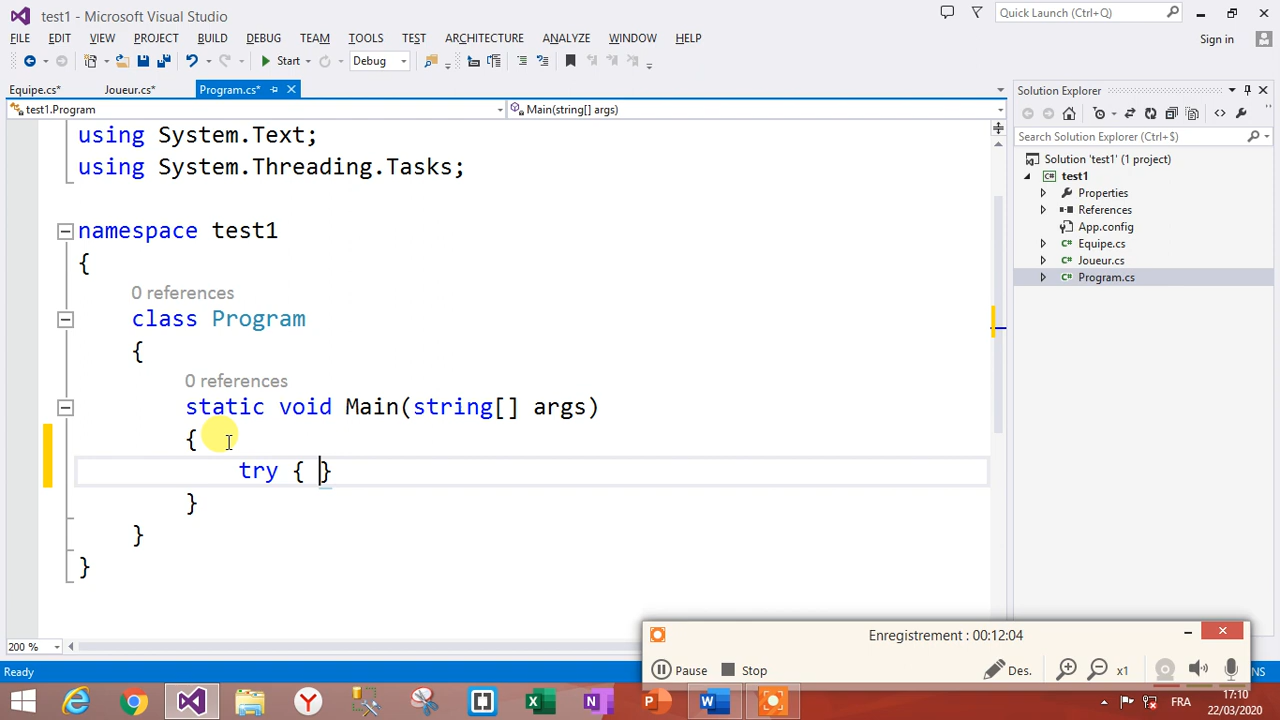 test1 - Microsoft Visual Studio
Quick Launch (Ctrl+Q)
FILE EDIT VIEW PROJECT BUILD DEBUG TEAM TOOLS TEST ARCHITECTURE ANALYZE WINDOW HELP
Sign in
Start Debug
Equipe.cs* Joueur.cs* Program.cs*
test1.Program Main(string[] args)
using System.Text;
using System.Threading.Tasks;
namespace test1
{
0 references
class Program
{
0 references
static void Main(string[] args)
{
try { }
}
}
}
200 %
Ready
Solution Explorer
Search Solution Explorer (Ctrl+$)
Solution 'test1' (1 project)
C# test1
Properties
References
App.config
C# Equipe.cs
C# Joueur.cs
C# Program.cs
Enregistrement : 00:12:04
Pause Stop Des. x1
NS
FRA
17:10
22/03/2020